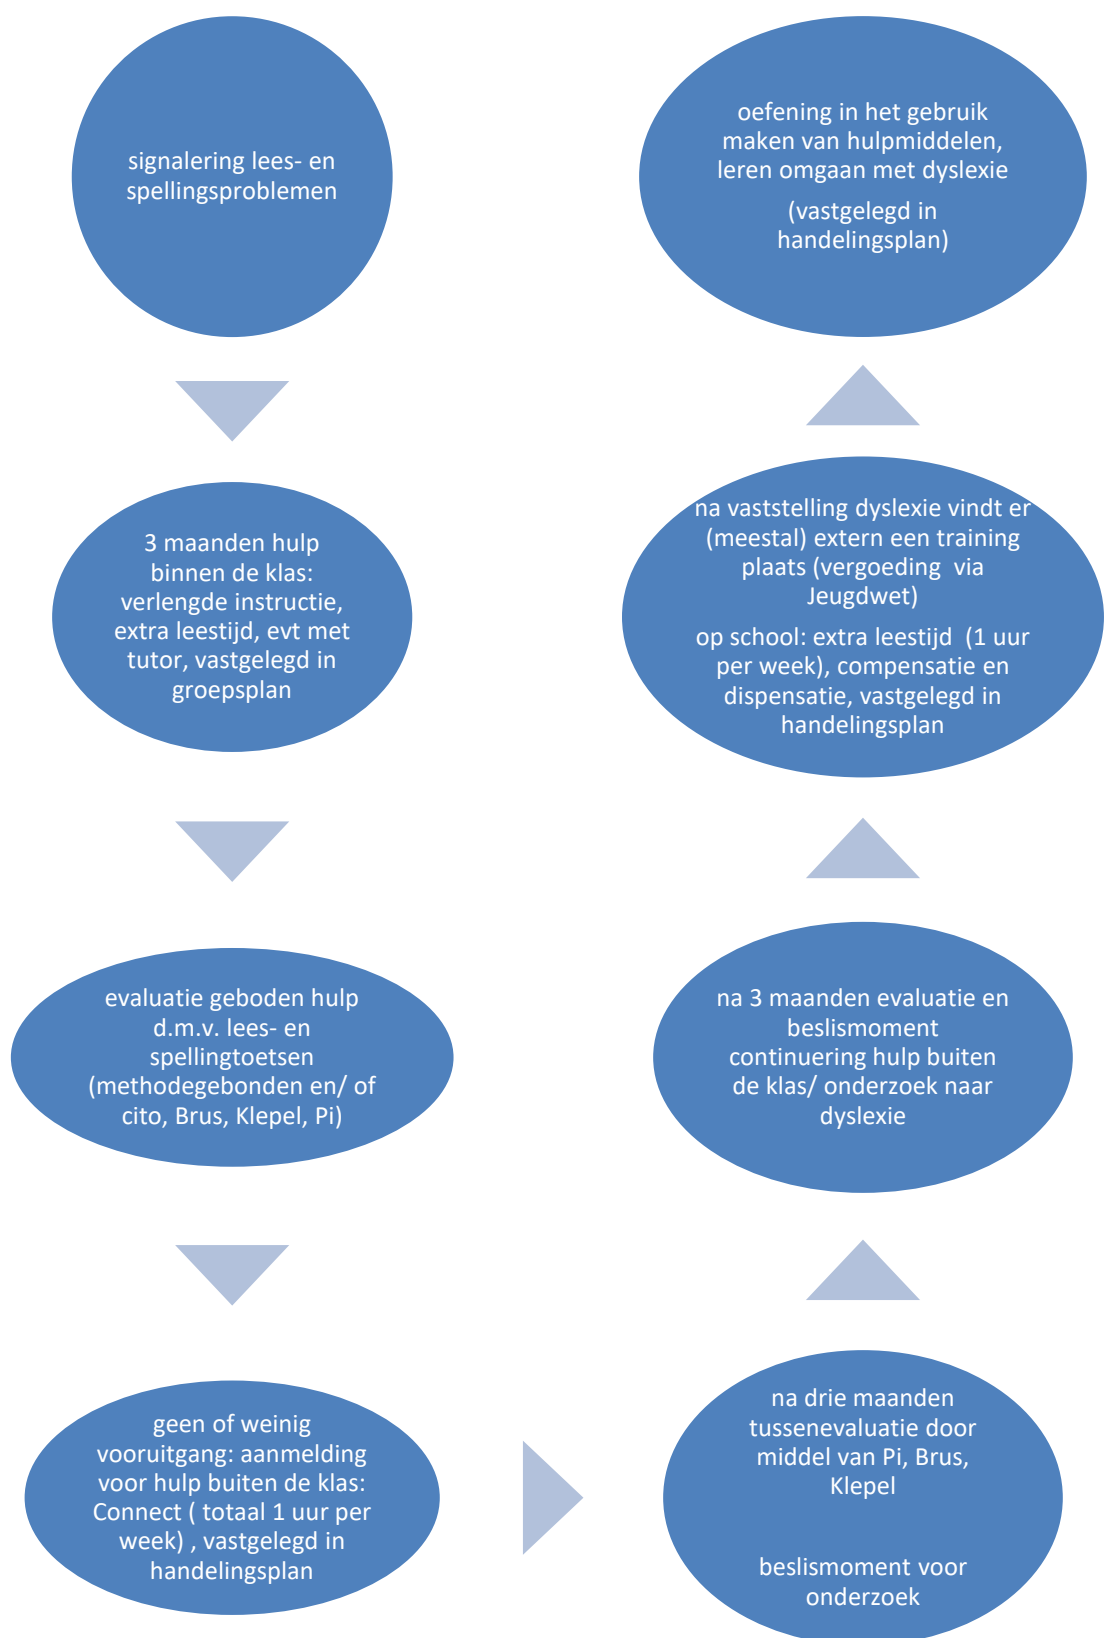 signalering lees- en
spellingsproblemen
3 maanden hulp
binnen de klas:
verlengde instructie,
extra leestijd, evt met
tutor, vastgelegd in
groepsplan
evaluatie geboden hulp
d.m.v. lees- en
spellingtoetsen
(methodegebonden en/ of
cito, Brus, Klepel, Pi)
geen of weinig
vooruitgang: aanmelding
voor hulp buiten de klas:
Connect ( totaal 1 uur per
week) , vastgelegd in
handelingsplan
na drie maanden
tussenevaluatie door
middel van Pi, Brus,
Klepel
beslismoment voor
onderzoek
na 3 maanden evaluatie en
beslismoment
continuering hulp buiten
de klas/ onderzoek naar
dyslexie
na vaststelling dyslexie vindt er
(meestal) extern een training
plaats (vergoeding  via
Jeugdwet)
op school: extra leestijd  (1 uur
per week), compensatie en
dispensatie, vastgelegd in
handelingsplan
oefening in het gebruik
maken van hulpmiddelen,
leren omgaan met dyslexie
(vastgelegd in
handelingsplan)